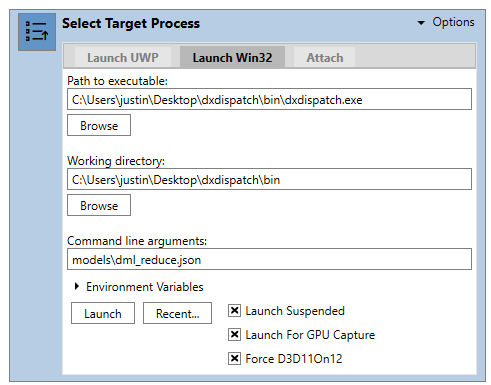 Select Target Process
Options
Launch UWP Launch Win32 Attach
Path to executable:
C:\Users\justin\Desktop\dxdispatch\bin\dxdispatch.exe
Browse
Working directory:
C:\Users\justin\Desktop\dxdispatch\bin
Browse
Command line arguments:
models\dml_reduce.json
Environment Variables
Launch Recent... Launch Suspended
Launch For GPU Capture
Force D3D11On12